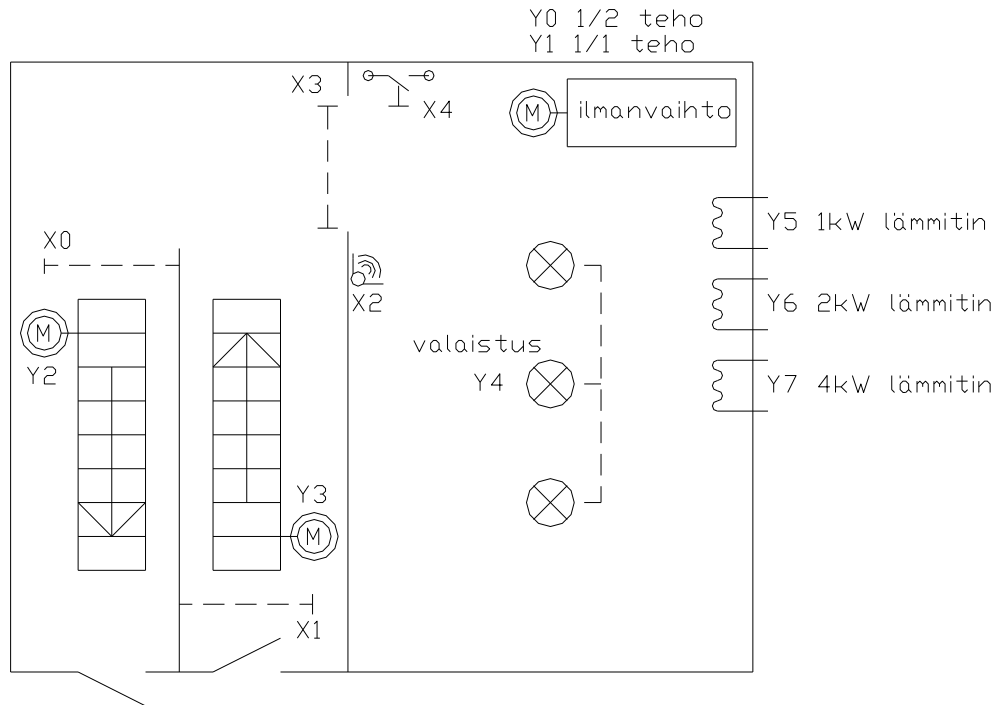 Y0 1/2 teho
Y1 1/1 teho
X3
X4
M
ilmanvaihto
Y5 1kW lämmitin
X0
X2
Y6 2kW lämmitin
M
valaistus
Y2
Y4
Y7 4kW lämmitin
Y3
M
X1